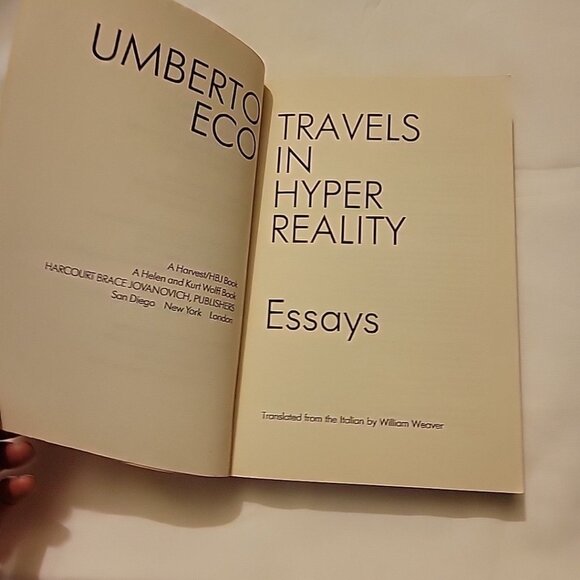 UMBERTO
ECO
A Harvest/HBJ Book
A Helen and Kurt Wolff Book
HARCOURT BRACE JOVANOVICH, PUBLISHERS
San Diego New York London
TRAVELS
IN
HYPER
REALITY
Essays
Translated from the Italian by William Weaver